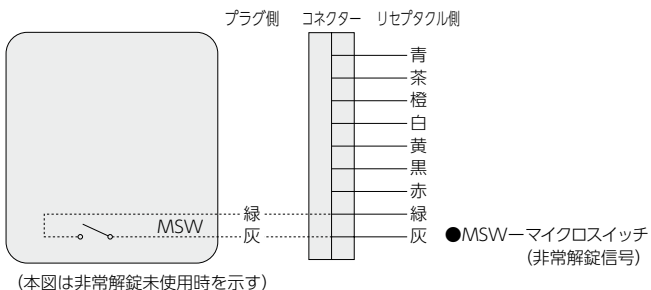 プラグ側 コネクター リセプタクル側
青
茶
橙
白
黄
黒
赤
緑 緑
MSW 灰 灰 ●MSWーマイクロスイッチ
(非常解錠信号)
(本図は非常解錠未使用時を示す)